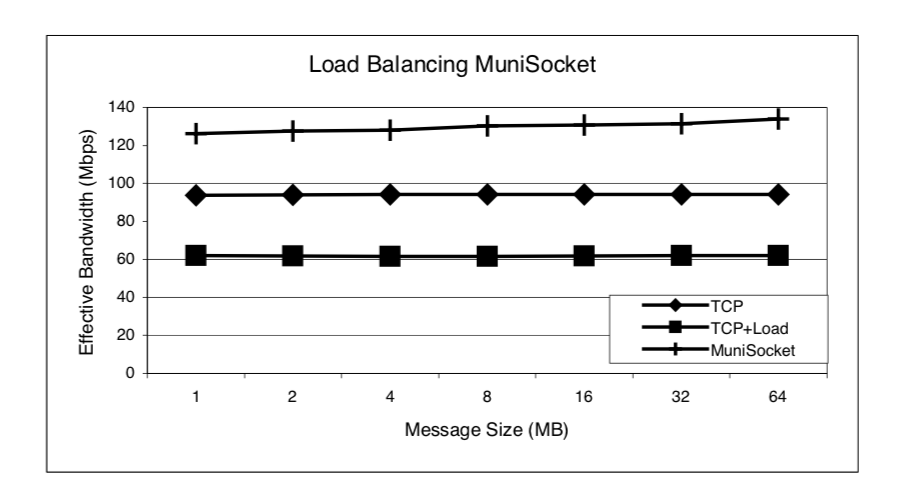 Load Balancing MuniSocket
Effective Bandwidth (Mbps)
140
120
100
80
60
40
20
0
TCP
TCP+Load
MuniSocket
1 2 4 8 16 32 64
Message Size (MB)